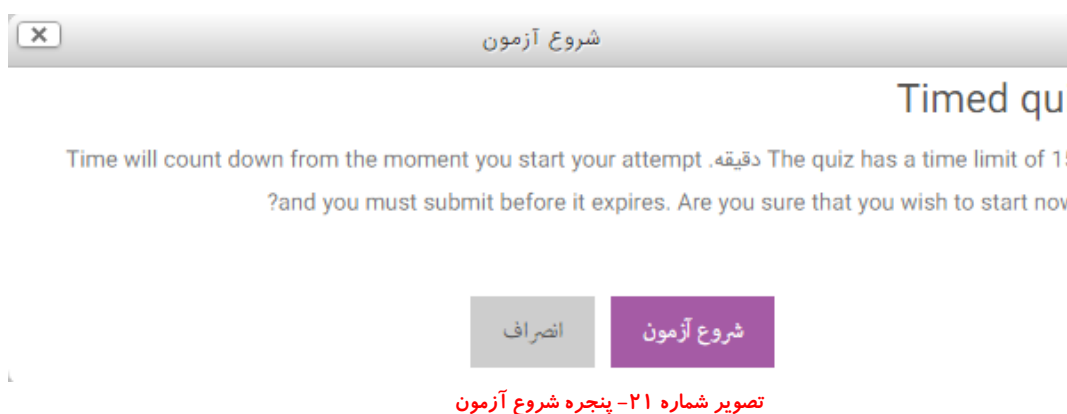 شروع آزمون
Timed qu
The quiz has a time limit of 15 دقیقه. Time will count down from the moment you start your attempt
and you must submit before it expires. Are you sure that you wish to start now?
شروع آزمون
انصراف
تصویر شماره ۲۱- پنجره شروع آزمون